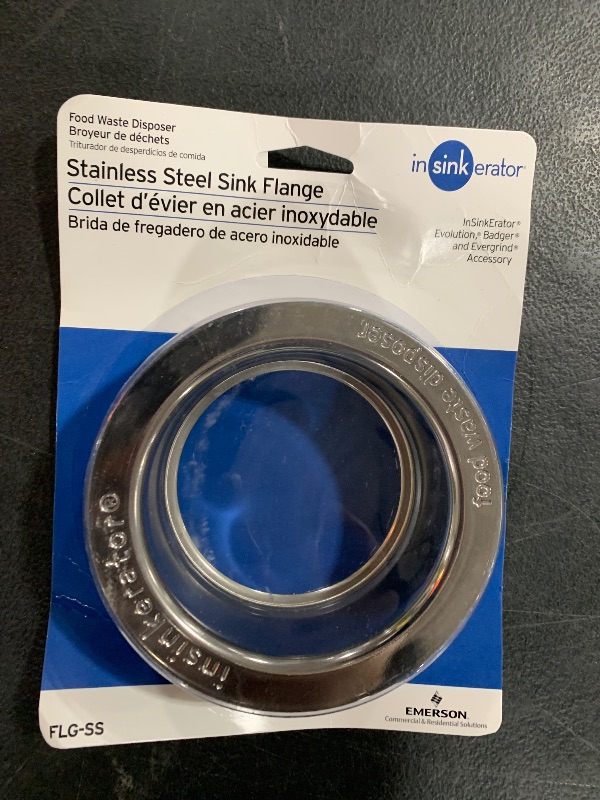 Food Waste Disposer
Broyeur de déchets
Triturador de desperdicios de comida
Stainless Steel Sink Flange
Collet d'évier en acier inoxydable
Brida de fregadero de acero inoxidable
insinkerator
InSinkErator®
Evolution,® Badger®
and Evergrind®
Accessory
food waste disposer
insinkerator®
FLG-SS
EMERSON
Commercial & Residential Solutions